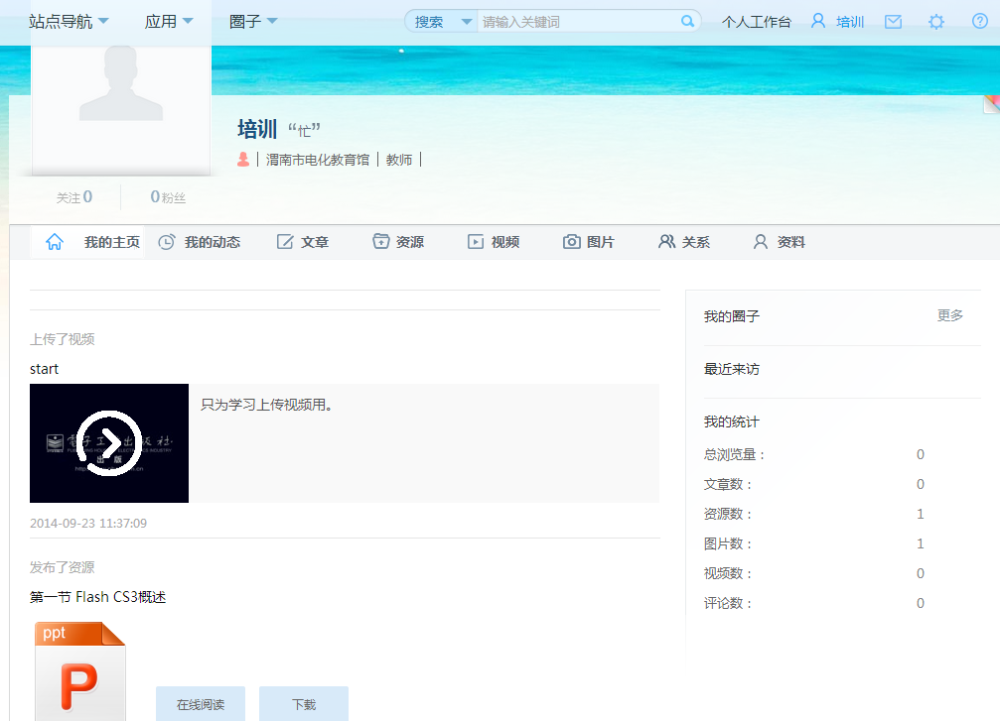 站点导航 应用 圈子 搜索 请输入关键词 个人工作台 培训
培训 “忙”
渭南市电化教育馆 教师
关注 0 0 粉丝
我的主页 我的动态 文章 资源 视频 图片 关系 资料
上传了视频
start
只为学习上传视频用。
2014-09-23 11:37:09
发布了资源
第一节 Flash CS3概述
ppt
P
在线阅读 下载
我的圈子 更多
最近来访
我的统计
总浏览量： 0
文章数： 0
资源数： 1
图片数： 1
视频数： 0
评论数： 0